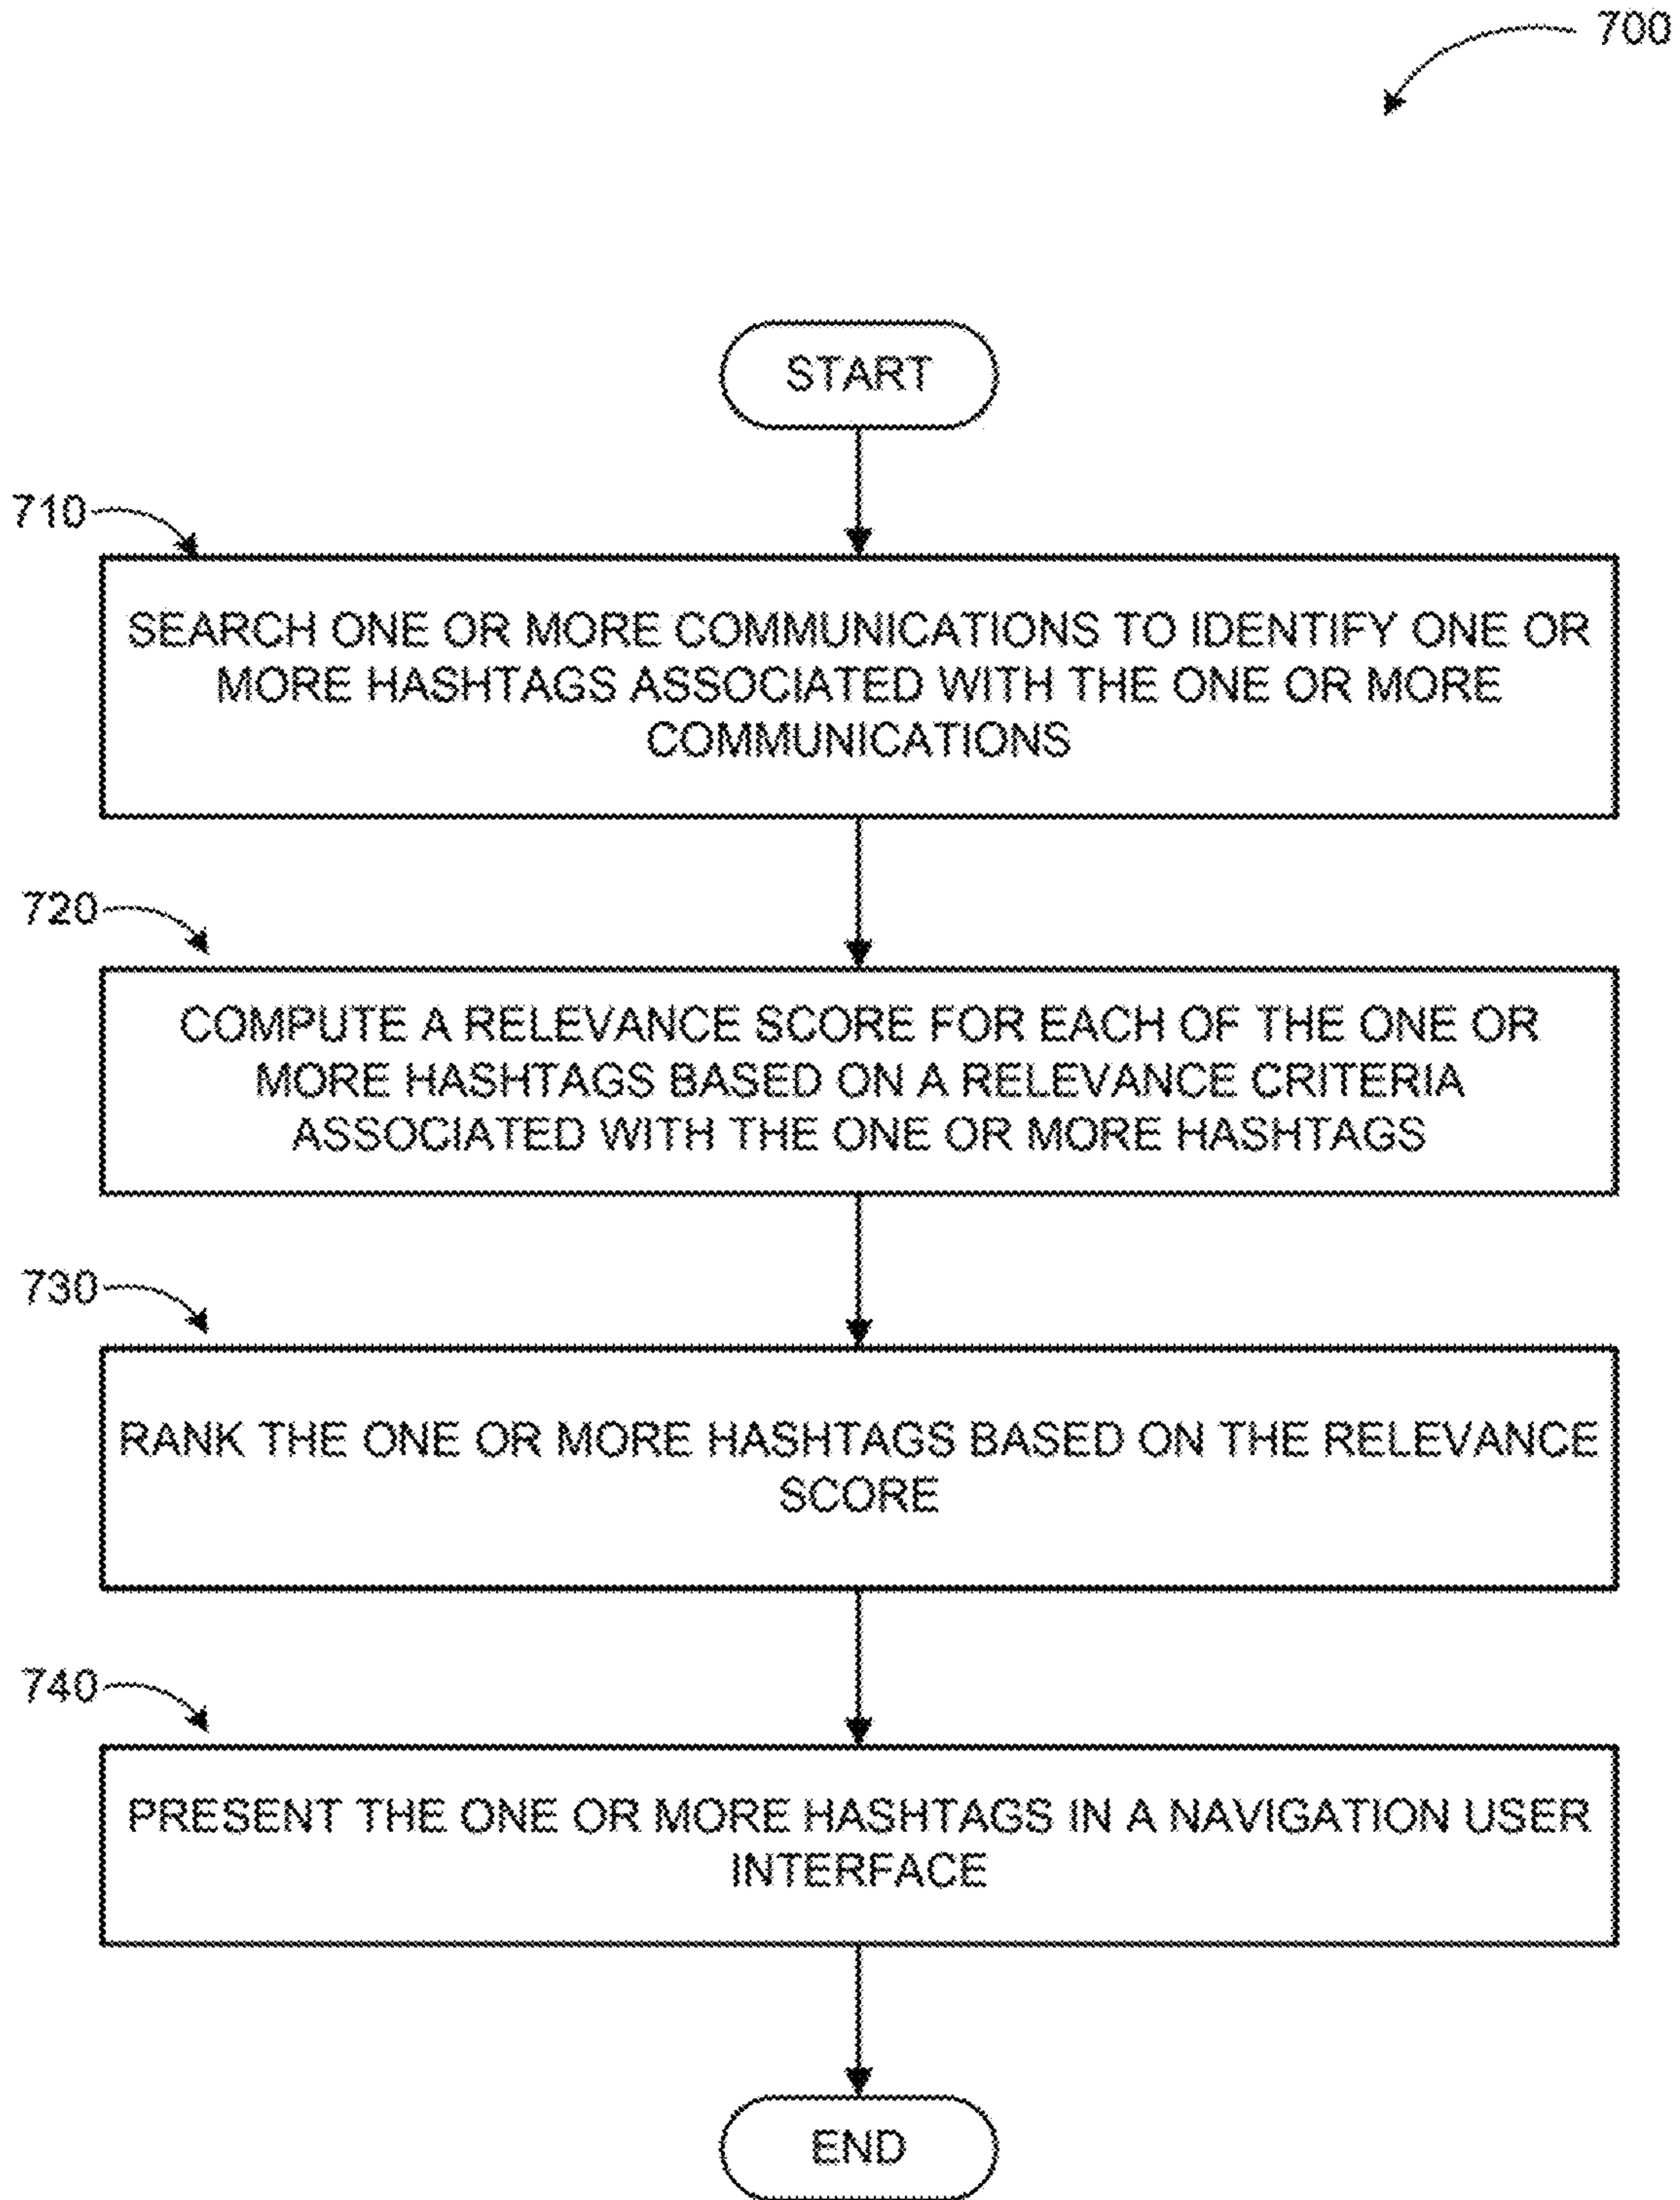 700
START
710
SEARCH ONE OR MORE COMMUNICATIONS TO IDENTIFY ONE OR
MORE HASHTAGS ASSOCIATED WITH THE ONE OR MORE
COMMUNICATIONS
720
COMPUTE A RELEVANCE SCORE FOR EACH OF THE ONE OR
MORE HASHTAGS BASED ON A RELEVANCE CRITERIA
ASSOCIATED WITH THE ONE OR MORE HASHTAGS
730
RANK THE ONE OR MORE HASHTAGS BASED ON THE RELEVANCE
SCORE
740
PRESENT THE ONE OR MORE HASHTAGS IN A NAVIGATION USER
INTERFACE
END